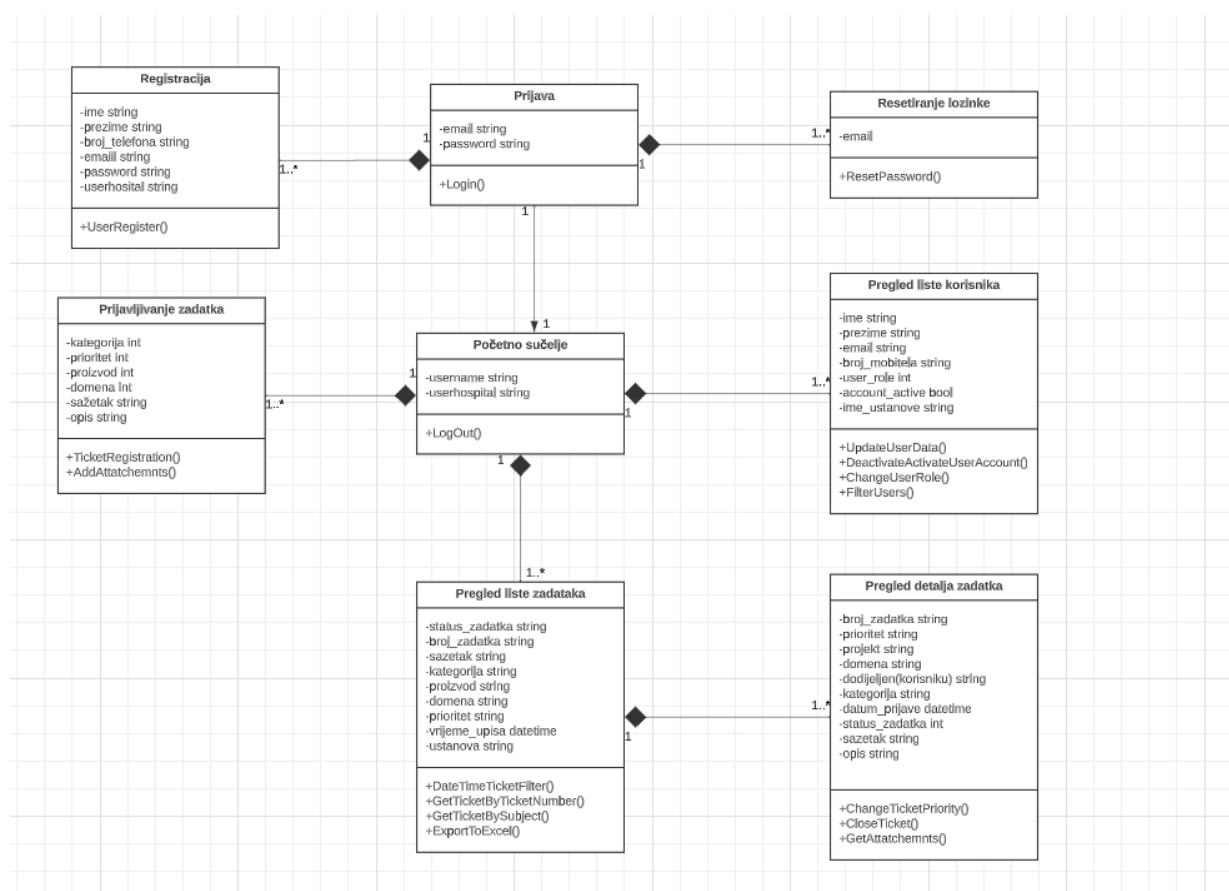 Registracija
-ime string
-prezime string
-broj_telefona string
-emaiil string
-password string
-userhosital string
+UserRegister()
1..*
1
Prijava
-email string
-password string
+Login()
1
1
1..*
Resetiranje lozinke
-email
+ResetPassword()
1
Prijavljivanje zadatka
-kategorija int
-prioritet int
-proizvod int
-domena int
-sažetak string
-opis string
+TicketRegistration()
+AddAttatchemnts()
1..*
1
Početno sučelje
-username string
-userhospital string
+LogOut()
1
1
1..*
Pregled liste korisnika
-ime string
-prezime string
-email string
-broj_mobitela string
-user_role int
-account_active bool
-ime_ustanove string
+UpdateUserData()
+DeactivateActivateUserAccount()
+ChangeUserRole()
+FilterUsers()
1..*
Pregled liste zadataka
-status_zadatka string
-broj_zadatka string
-sazetak string
-kategorija string
-proizvod string
-domena string
-prioritet string
-vrijeme_upisa datetime
-ustanova string
+DateTimeTicketFilter()
+GetTicketByTicketNumber()
+GetTicketBySubject()
+ExportToExcel()
1
1..*
Pregled detalja zadatka
-broj_zadatka string
-prioritet string
-projekt string
-domena string
-dodijeljen(korisniku) string
-kategorija string
-datum_prijave datetime
-status_zadatka int
-sazetak string
-opis string
+ChangeTicketPriority()
+CloseTicket()
+GetAttatchemnts()